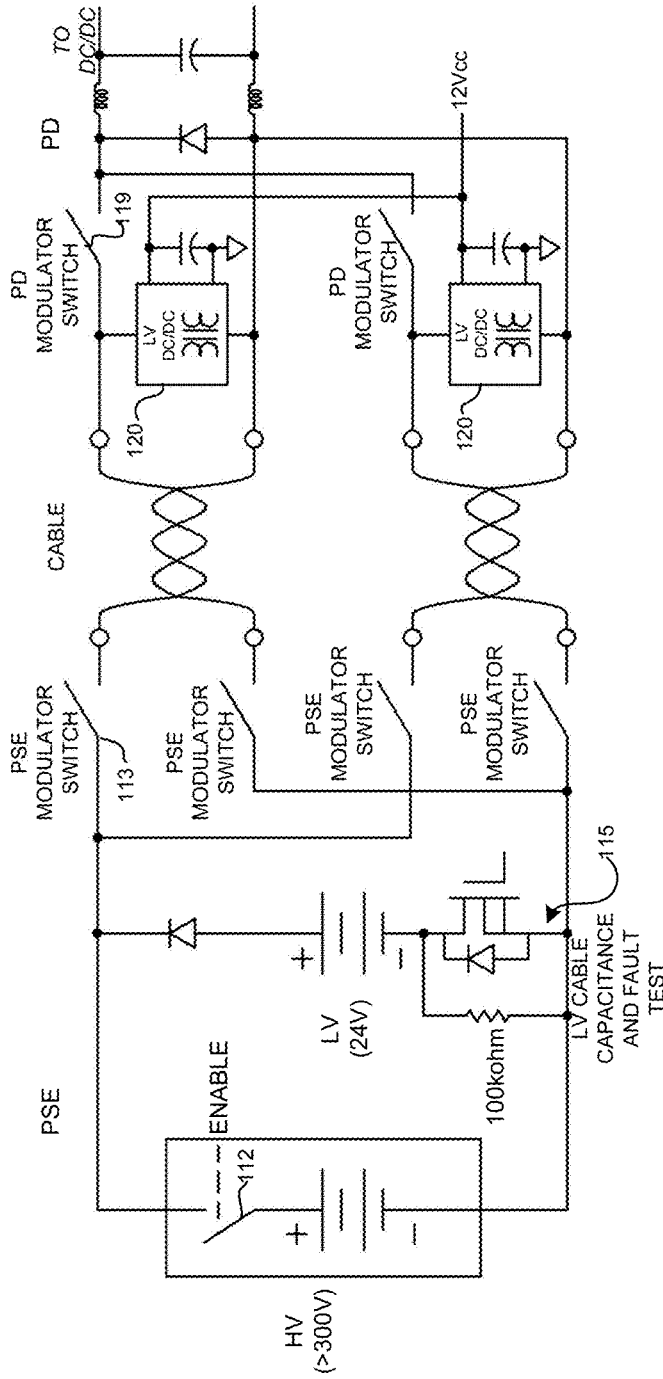 PSE
HV
(>300V)
ENABLE
112
+
-
LV
(24V)
+
-
100kohm
LV CABLE
CAPACITANCE
AND FAULT
TEST
115
PSE
MODULATOR
SWITCH
113
PSE
MODULATOR
SWITCH
PSE
MODULATOR
SWITCH
PSE
MODULATOR
SWITCH
CABLE
PD
MODULATOR
SWITCH
119
LV
DC/DC
120
PD
MODULATOR
SWITCH
LV
DC/DC
120
PD
TO
DC/DC
12Vcc